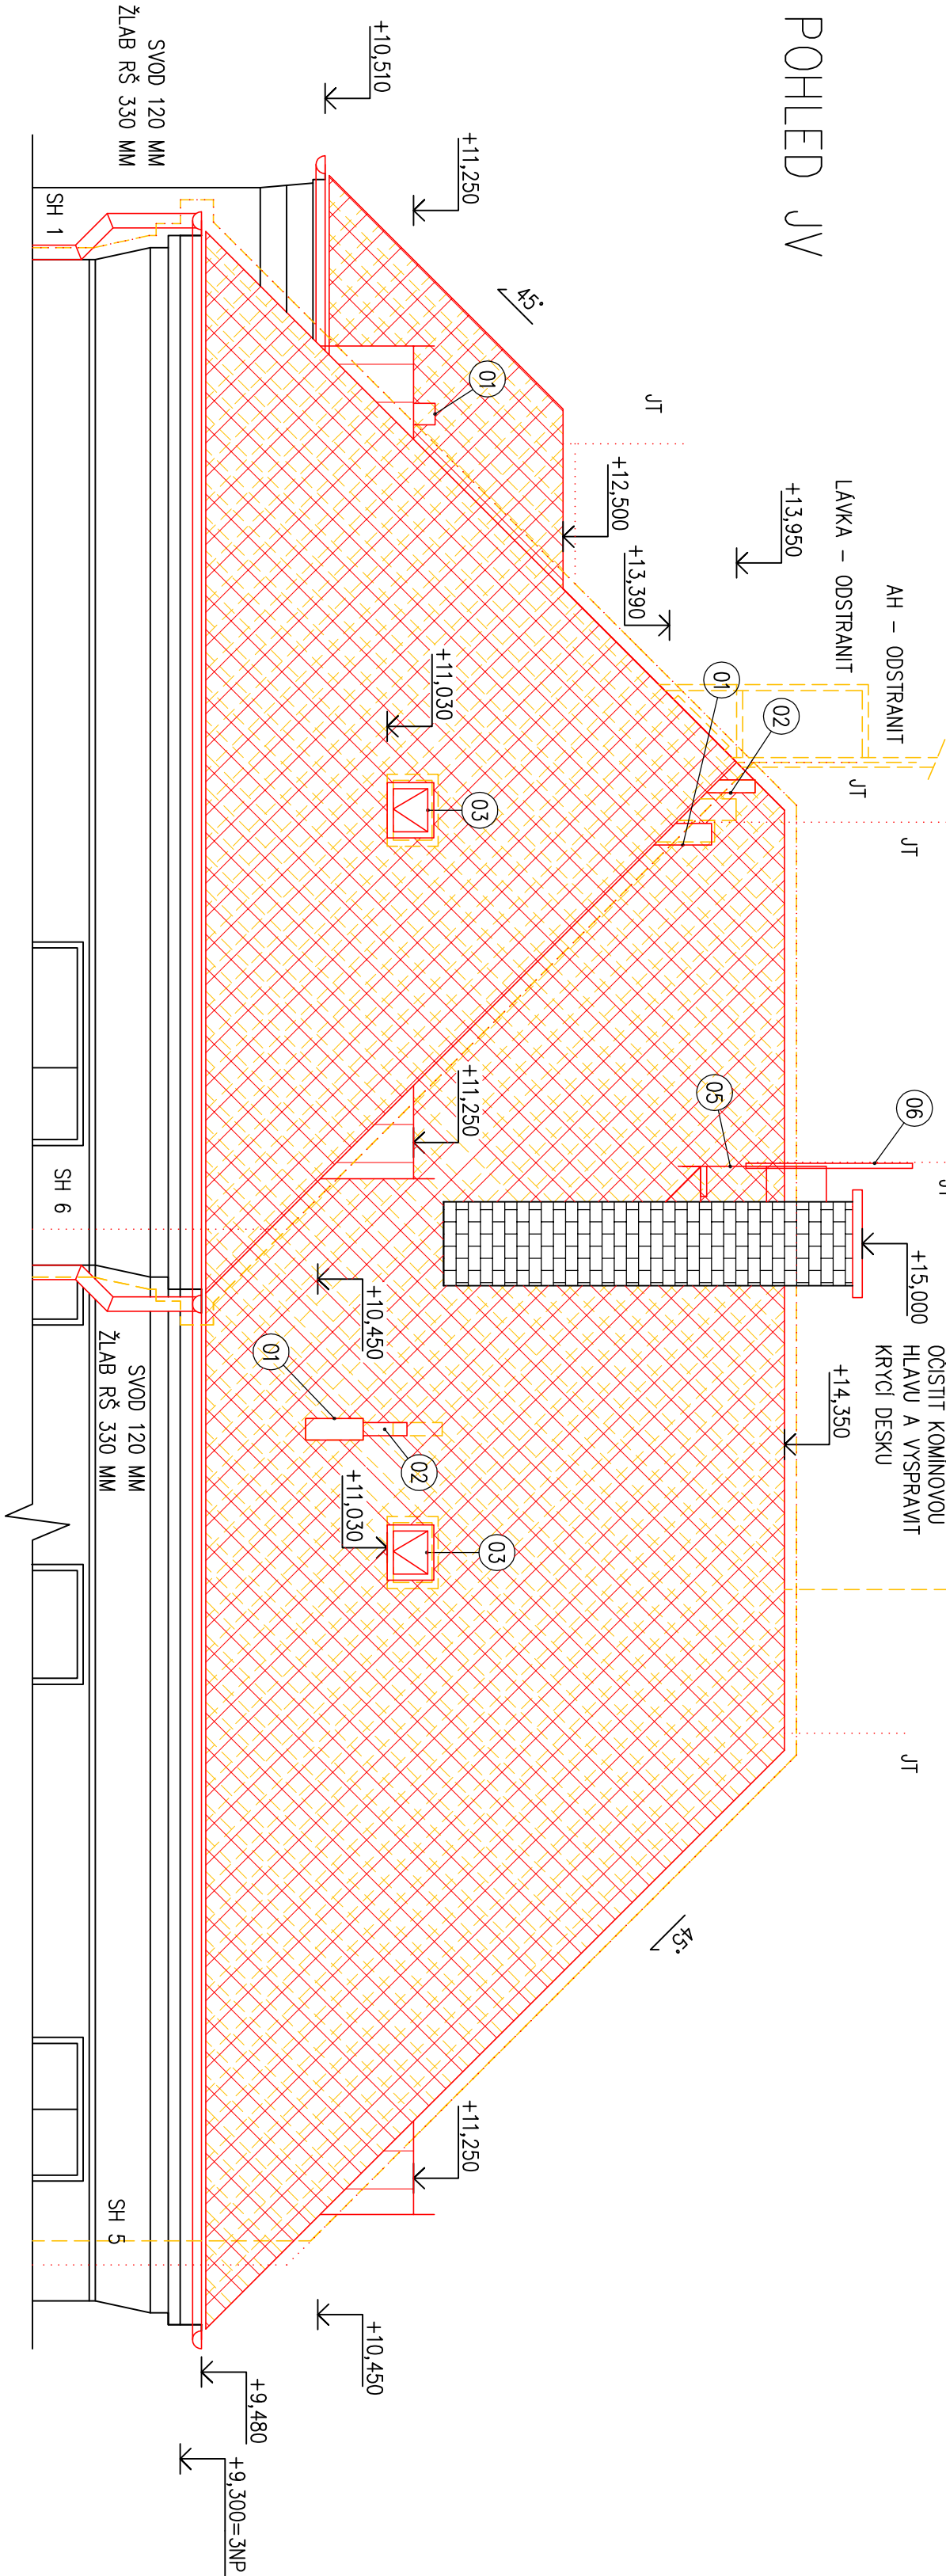 POHLED JV
AH - ODSTRANIT
LÁVKA - ODSTRANIT
+13,950
+13,390
+12,500
+11,250
+10,510
SVOD 120 MM
ŽLAB RŠ 330 MM
SH 1
45°
JT
JT
JT
01
01
02
+11,030
03
06
05
JT
+15,000
OČISTIT KOMÍNOVOU
HLAVU A VYSPRAVIT
KRYCÍ DESKU
+14,350
+11,250
+10,450
01
02
+11,030
03
SH 6
SVOD 120 MM
ŽLAB RŠ 330 MM
JT
45°
+11,250
SH 5
+10,450
+9,480
+9,300=3NP